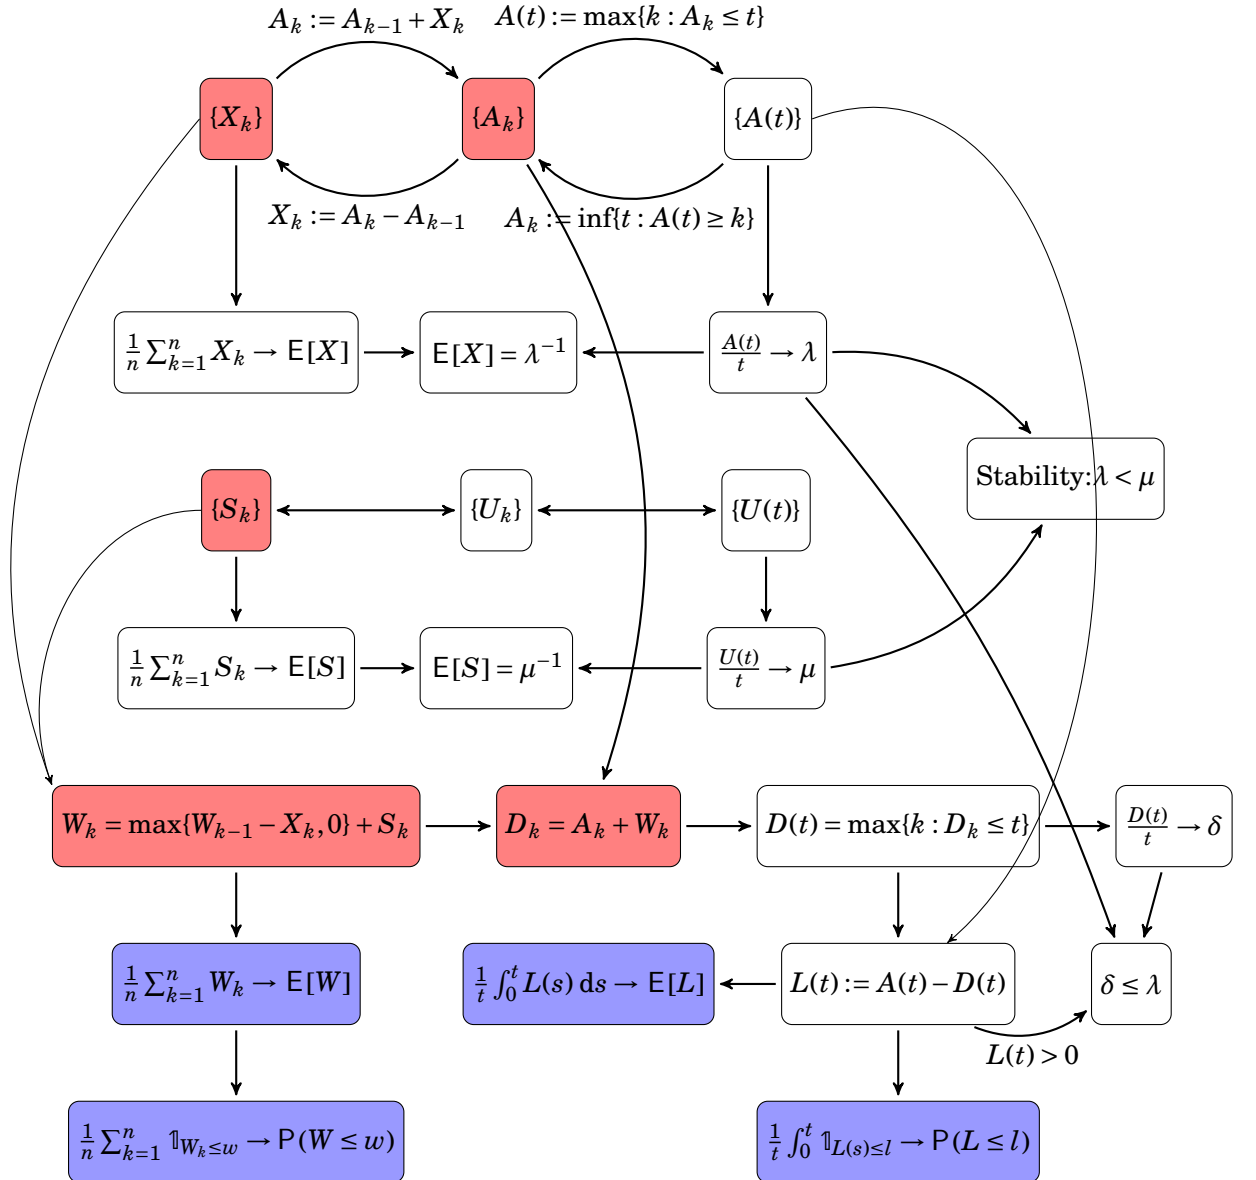 A_k := A_{k−1} + X_k
A(t) := max{k : A_k ≤ t}
{X_k}
{A_k}
{A(t)}
X_k := A_k − A_{k−1}
A_k := inf{t : A(t) ≥ k}
1/n ∑_{k=1}^n X_k → E[X]
E[X] = λ^{−1}
A(t)/t → λ
Stability: λ < μ
{S_k}
{U_k}
{U(t)}
1/n ∑_{k=1}^n S_k → E[S]
E[S] = μ^{−1}
U(t)/t → μ
W_k = max{W_{k−1} − X_k, 0} + S_k
D_k = A_k + W_k
D(t) = max{k : D_k ≤ t}
D(t)/t → δ
1/n ∑_{k=1}^n W_k → E[W]
1/t ∫_0^t L(s) ds → E[L]
L(t) := A(t) − D(t)
δ ≤ λ
L(t) > 0
1/n ∑_{k=1}^n 𝟙_{W_k ≤ w} → P(W ≤ w)
1/t ∫_0^t 𝟙_{L(s) ≤ l} → P(L ≤ l)